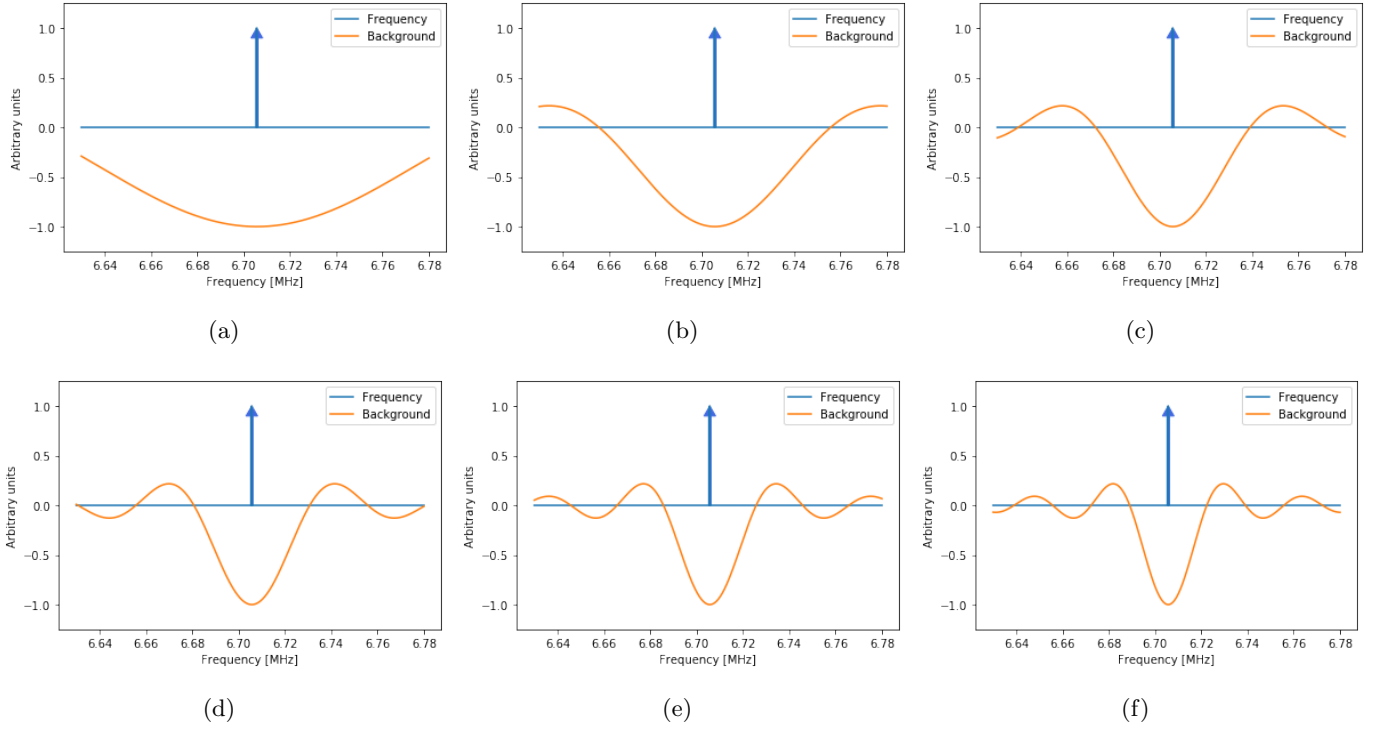 Frequency
Background
1.0
0.5
0.0
−0.5
−1.0
Arbitrary units
6.64 6.66 6.68 6.70 6.72 6.74 6.76 6.78
Frequency [MHz]
(a)
Frequency
Background
1.0
0.5
0.0
−0.5
−1.0
Arbitrary units
6.64 6.66 6.68 6.70 6.72 6.74 6.76 6.78
Frequency [MHz]
(b)
Frequency
Background
1.0
0.5
0.0
−0.5
−1.0
Arbitrary units
6.64 6.66 6.68 6.70 6.72 6.74 6.76 6.78
Frequency [MHz]
(c)
Frequency
Background
1.0
0.5
0.0
−0.5
−1.0
Arbitrary units
6.64 6.66 6.68 6.70 6.72 6.74 6.76 6.78
Frequency [MHz]
(d)
Frequency
Background
1.0
0.5
0.0
−0.5
−1.0
Arbitrary units
6.64 6.66 6.68 6.70 6.72 6.74 6.76 6.78
Frequency [MHz]
(e)
Frequency
Background
1.0
0.5
0.0
−0.5
−1.0
Arbitrary units
6.64 6.66 6.68 6.70 6.72 6.74 6.76 6.78
Frequency [MHz]
(f)